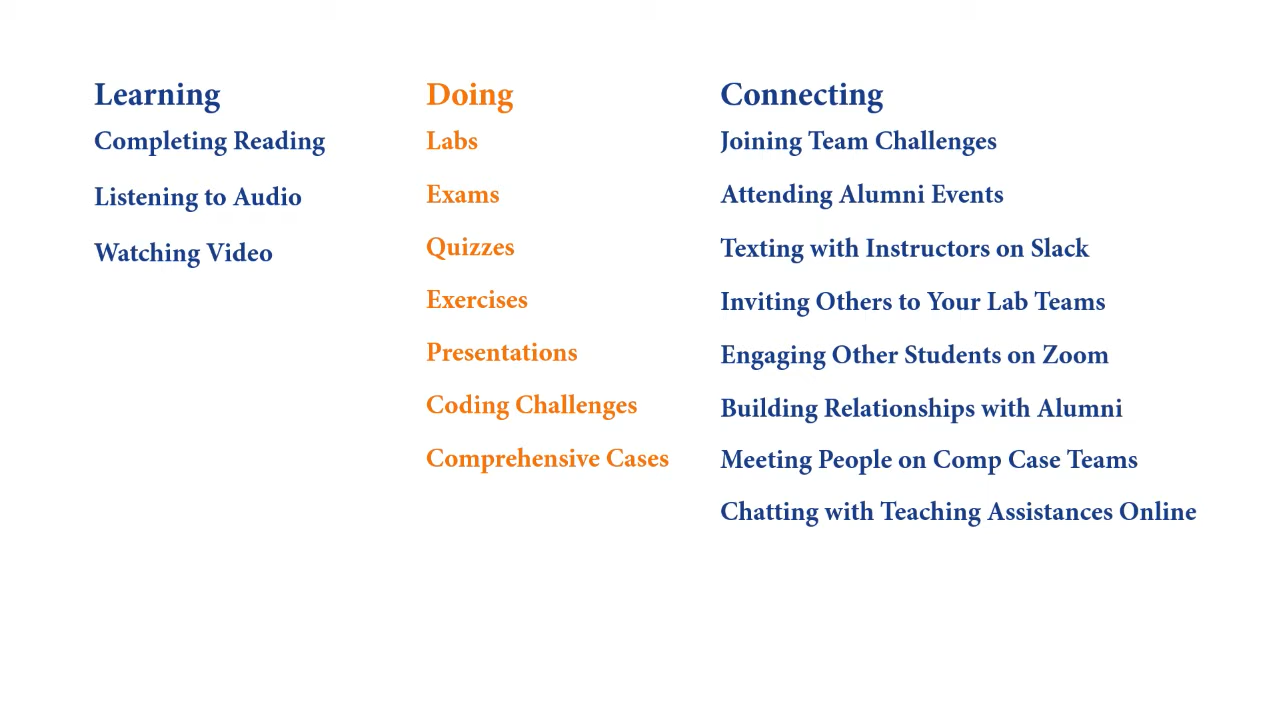 Learning
Completing Reading
Listening to Audio
Watching Video
Doing
Labs
Exams
Quizzes
Exercises
Presentations
Coding Challenges
Comprehensive Cases
Connecting
Joining Team Challenges
Attending Alumni Events
Texting with Instructors on Slack
Inviting Others to Your Lab Teams
Engaging Other Students on Zoom
Building Relationships with Alumni
Meeting People on Comp Case Teams
Chatting with Teaching Assistances Online